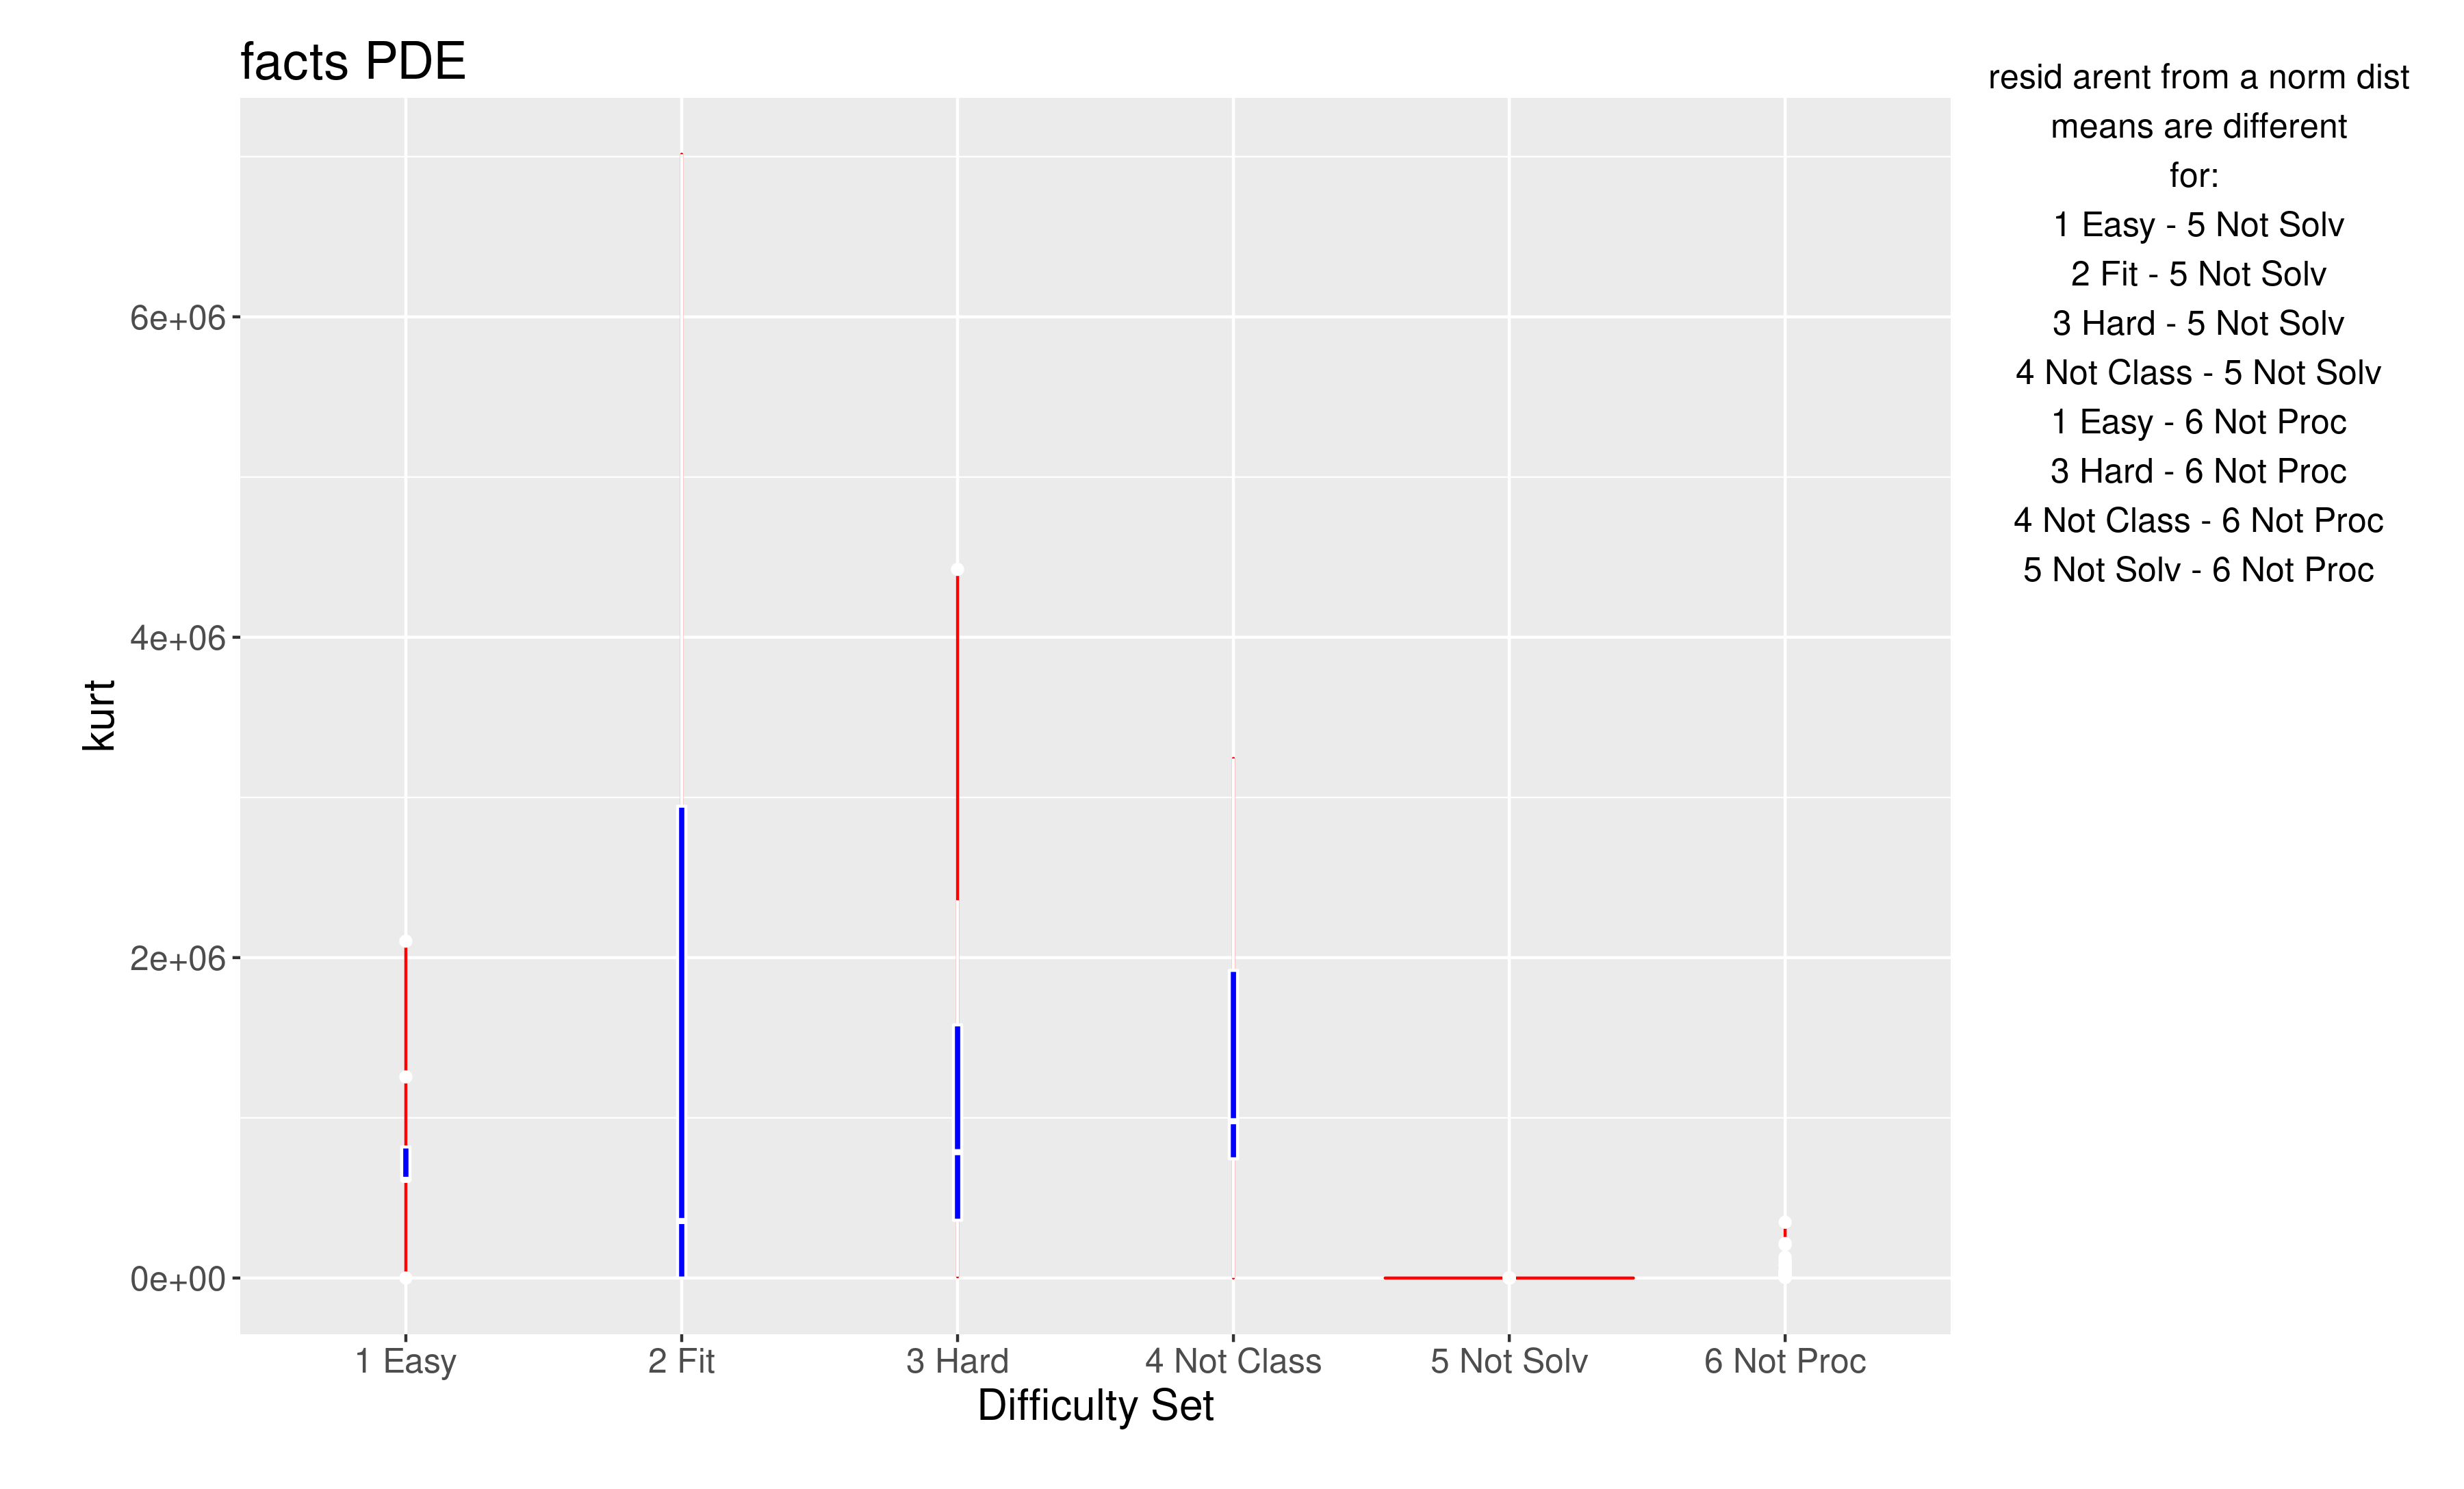 facts PDE
resid arent from a norm dist
means are different
for:
1 Easy - 5 Not Solv
2 Fit - 5 Not Solv
3 Hard - 5 Not Solv
4 Not Class - 5 Not Solv
1 Easy - 6 Not Proc
3 Hard - 6 Not Proc
4 Not Class - 6 Not Proc
5 Not Solv - 6 Not Proc
kurt
6e+06
4e+06
2e+06
0e+00
1 Easy
2 Fit
3 Hard
4 Not Class
5 Not Solv
6 Not Proc
Difficulty Set